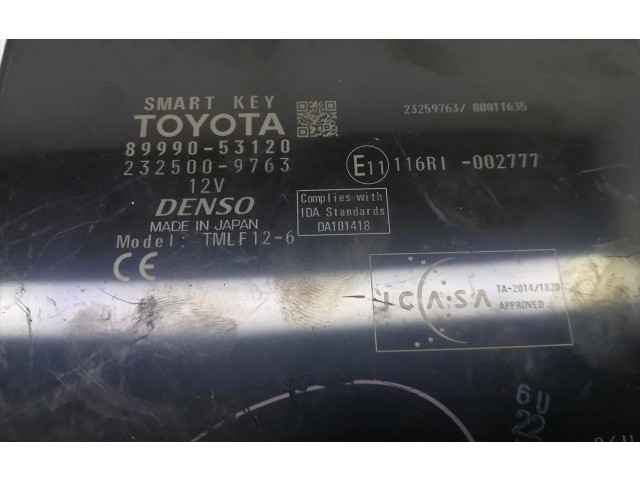 SMART KEY
TOYOTA
89990-53120
232500-9763
12V
DENSO
MADE IN JAPAN
Model: TMLF12-6
CE
23259763/ 00011635
E11 116RI -002777
Complies with
IDA Standards
DA101418
ICASA
TA-2014/1820
APPROVED
6U